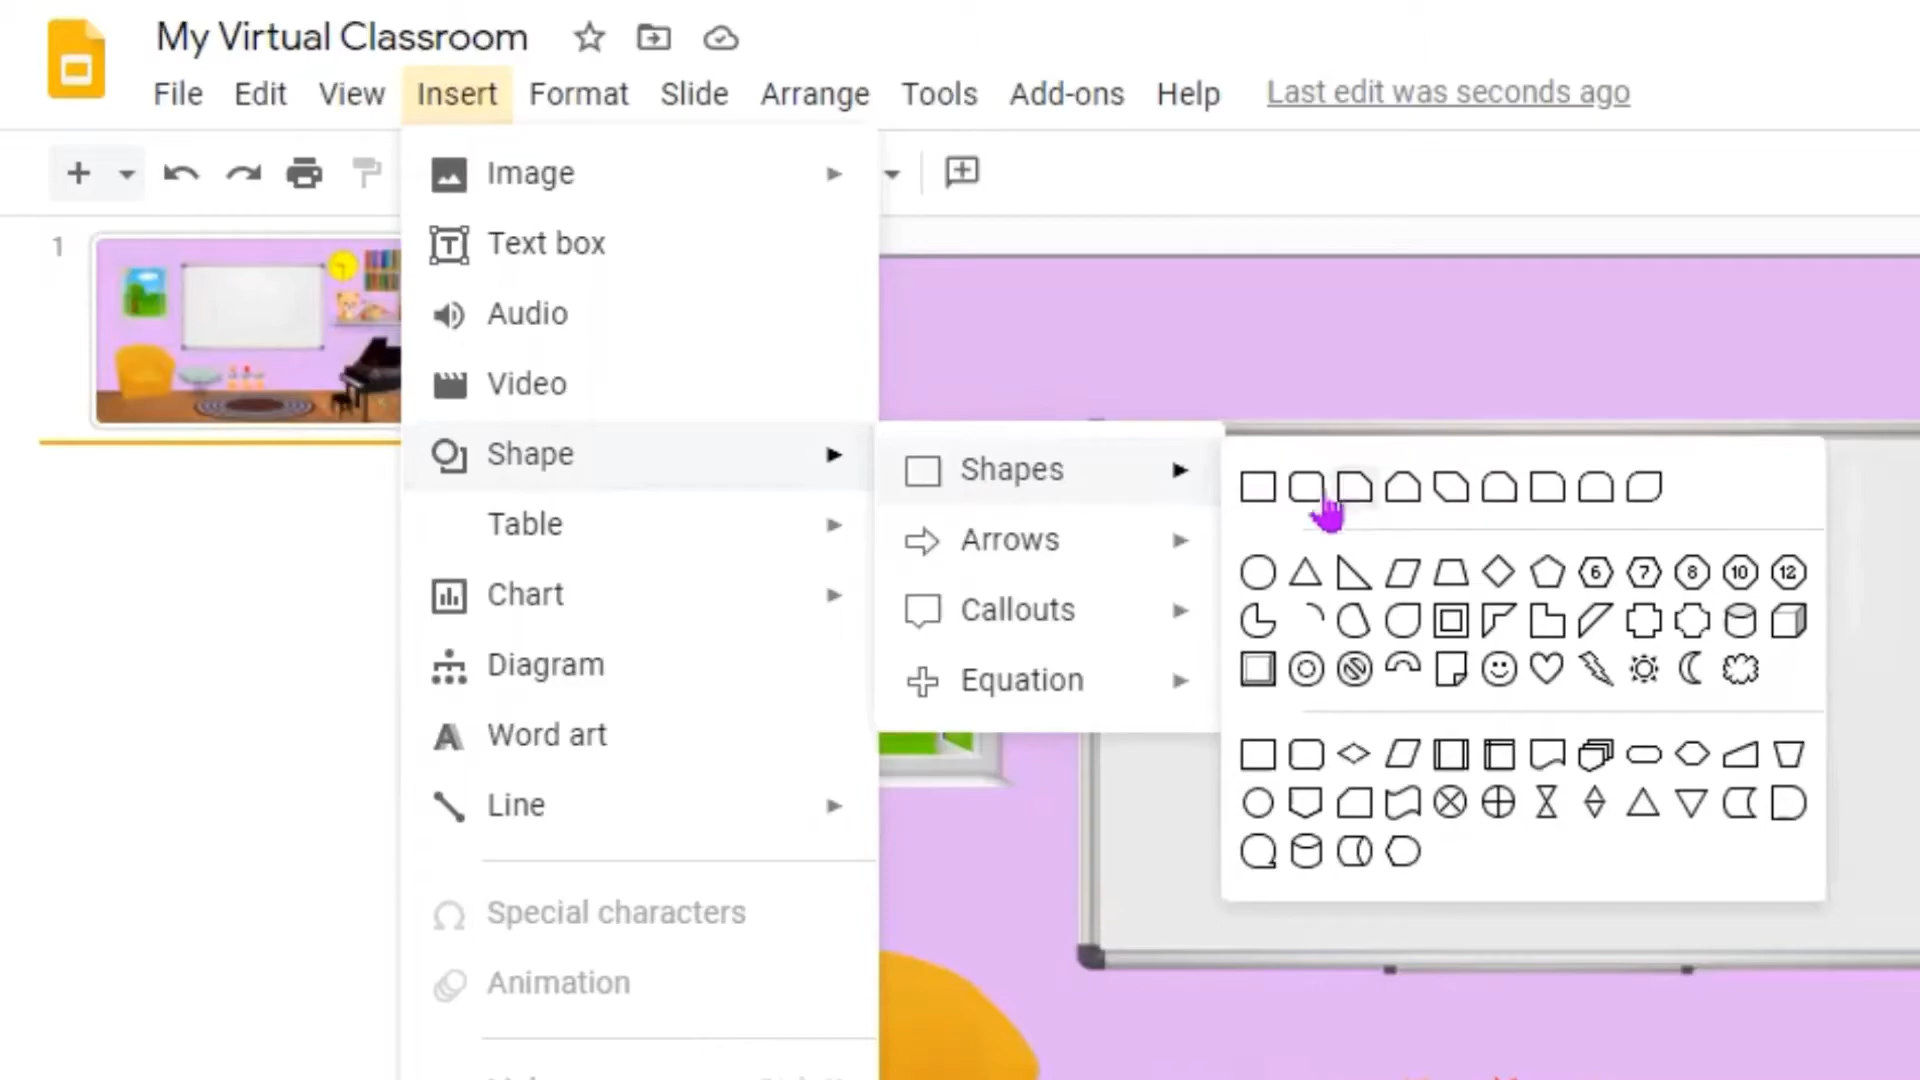 My Virtual Classroom
File Edit View Insert Format Slide Arrange Tools Add-ons Help Last edit was seconds ago
1
Image
Text box
Audio
Video
Shape
Table
Chart
Diagram
Word art
Line
Special characters
Animation
Shapes
Arrows
Callouts
Equation
6 7 8 10 12